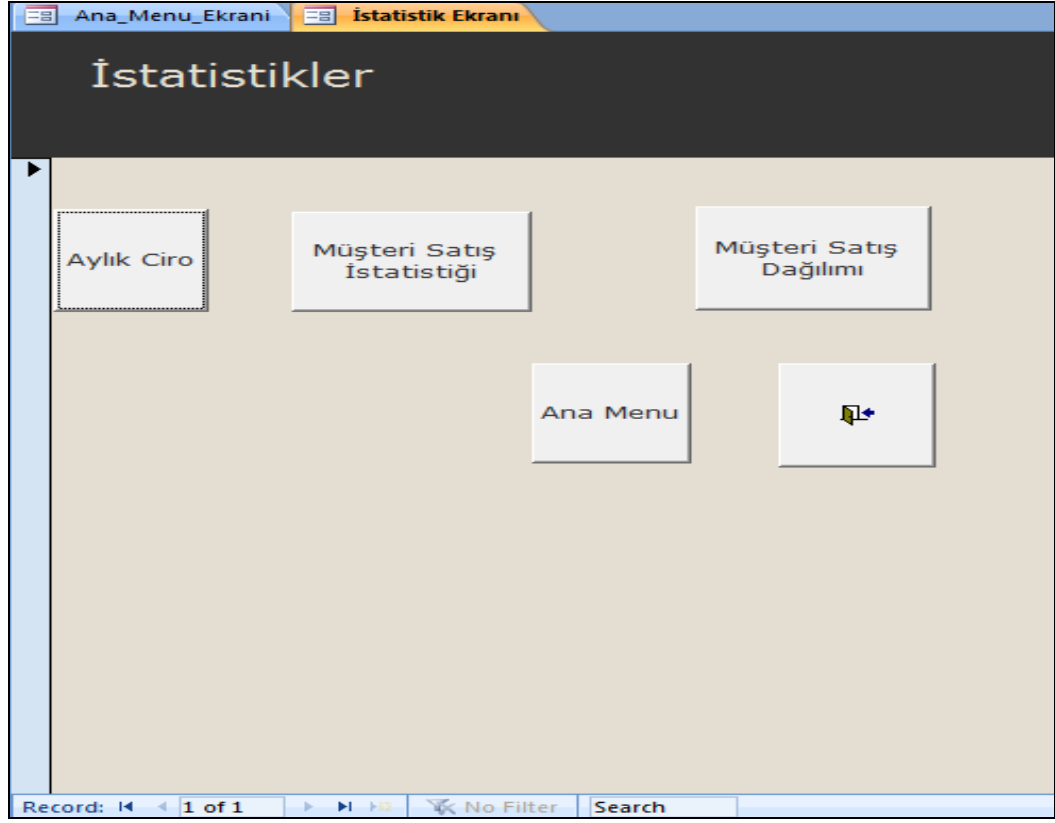 Ana_Menu_Ekrani
İstatistik Ekranı
İstatistikler
Aylık Ciro
Müşteri Satış
İstatistiği
Müşteri Satış
Dağılımı
Ana Menu
Record: 1 of 1 No Filter Search